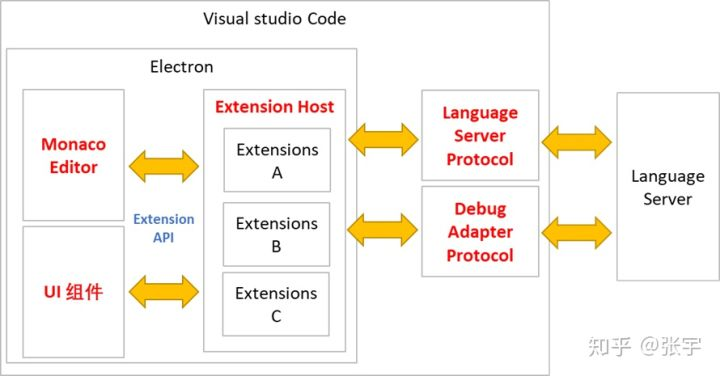 Visual studio Code
Electron
Monaco
Editor
Extension
API
UI 组件
Extension Host
Extensions
A
Extensions
B
Extensions
C
Language
Server
Protocol
Debug
Adapter
Protocol
Language
Server
知乎 @张宇